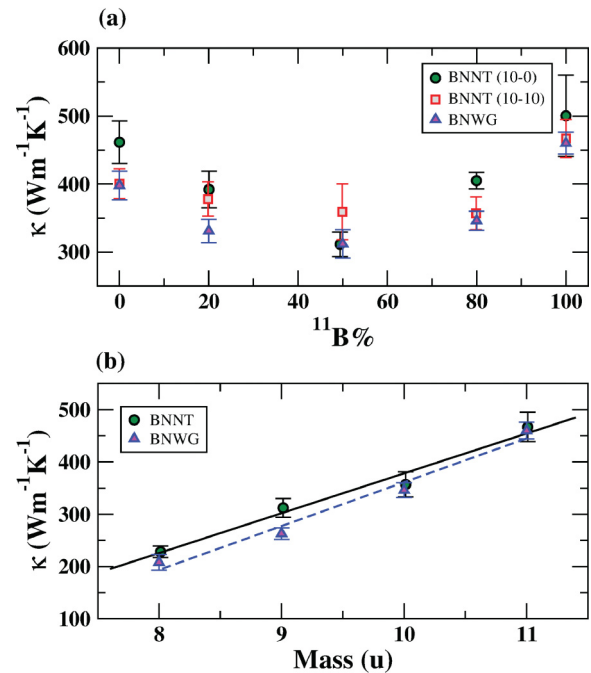 (a)
600
500
400
300
κ (Wm⁻¹K⁻¹)
BNNT (10-0)
BNNT (10-10)
BNWG
0 20 40 60 80 100
¹¹B%
(b)
500
400
300
200
100
κ (Wm⁻¹K⁻¹)
BNNT
BNWG
8 9 10 11
Mass (u)